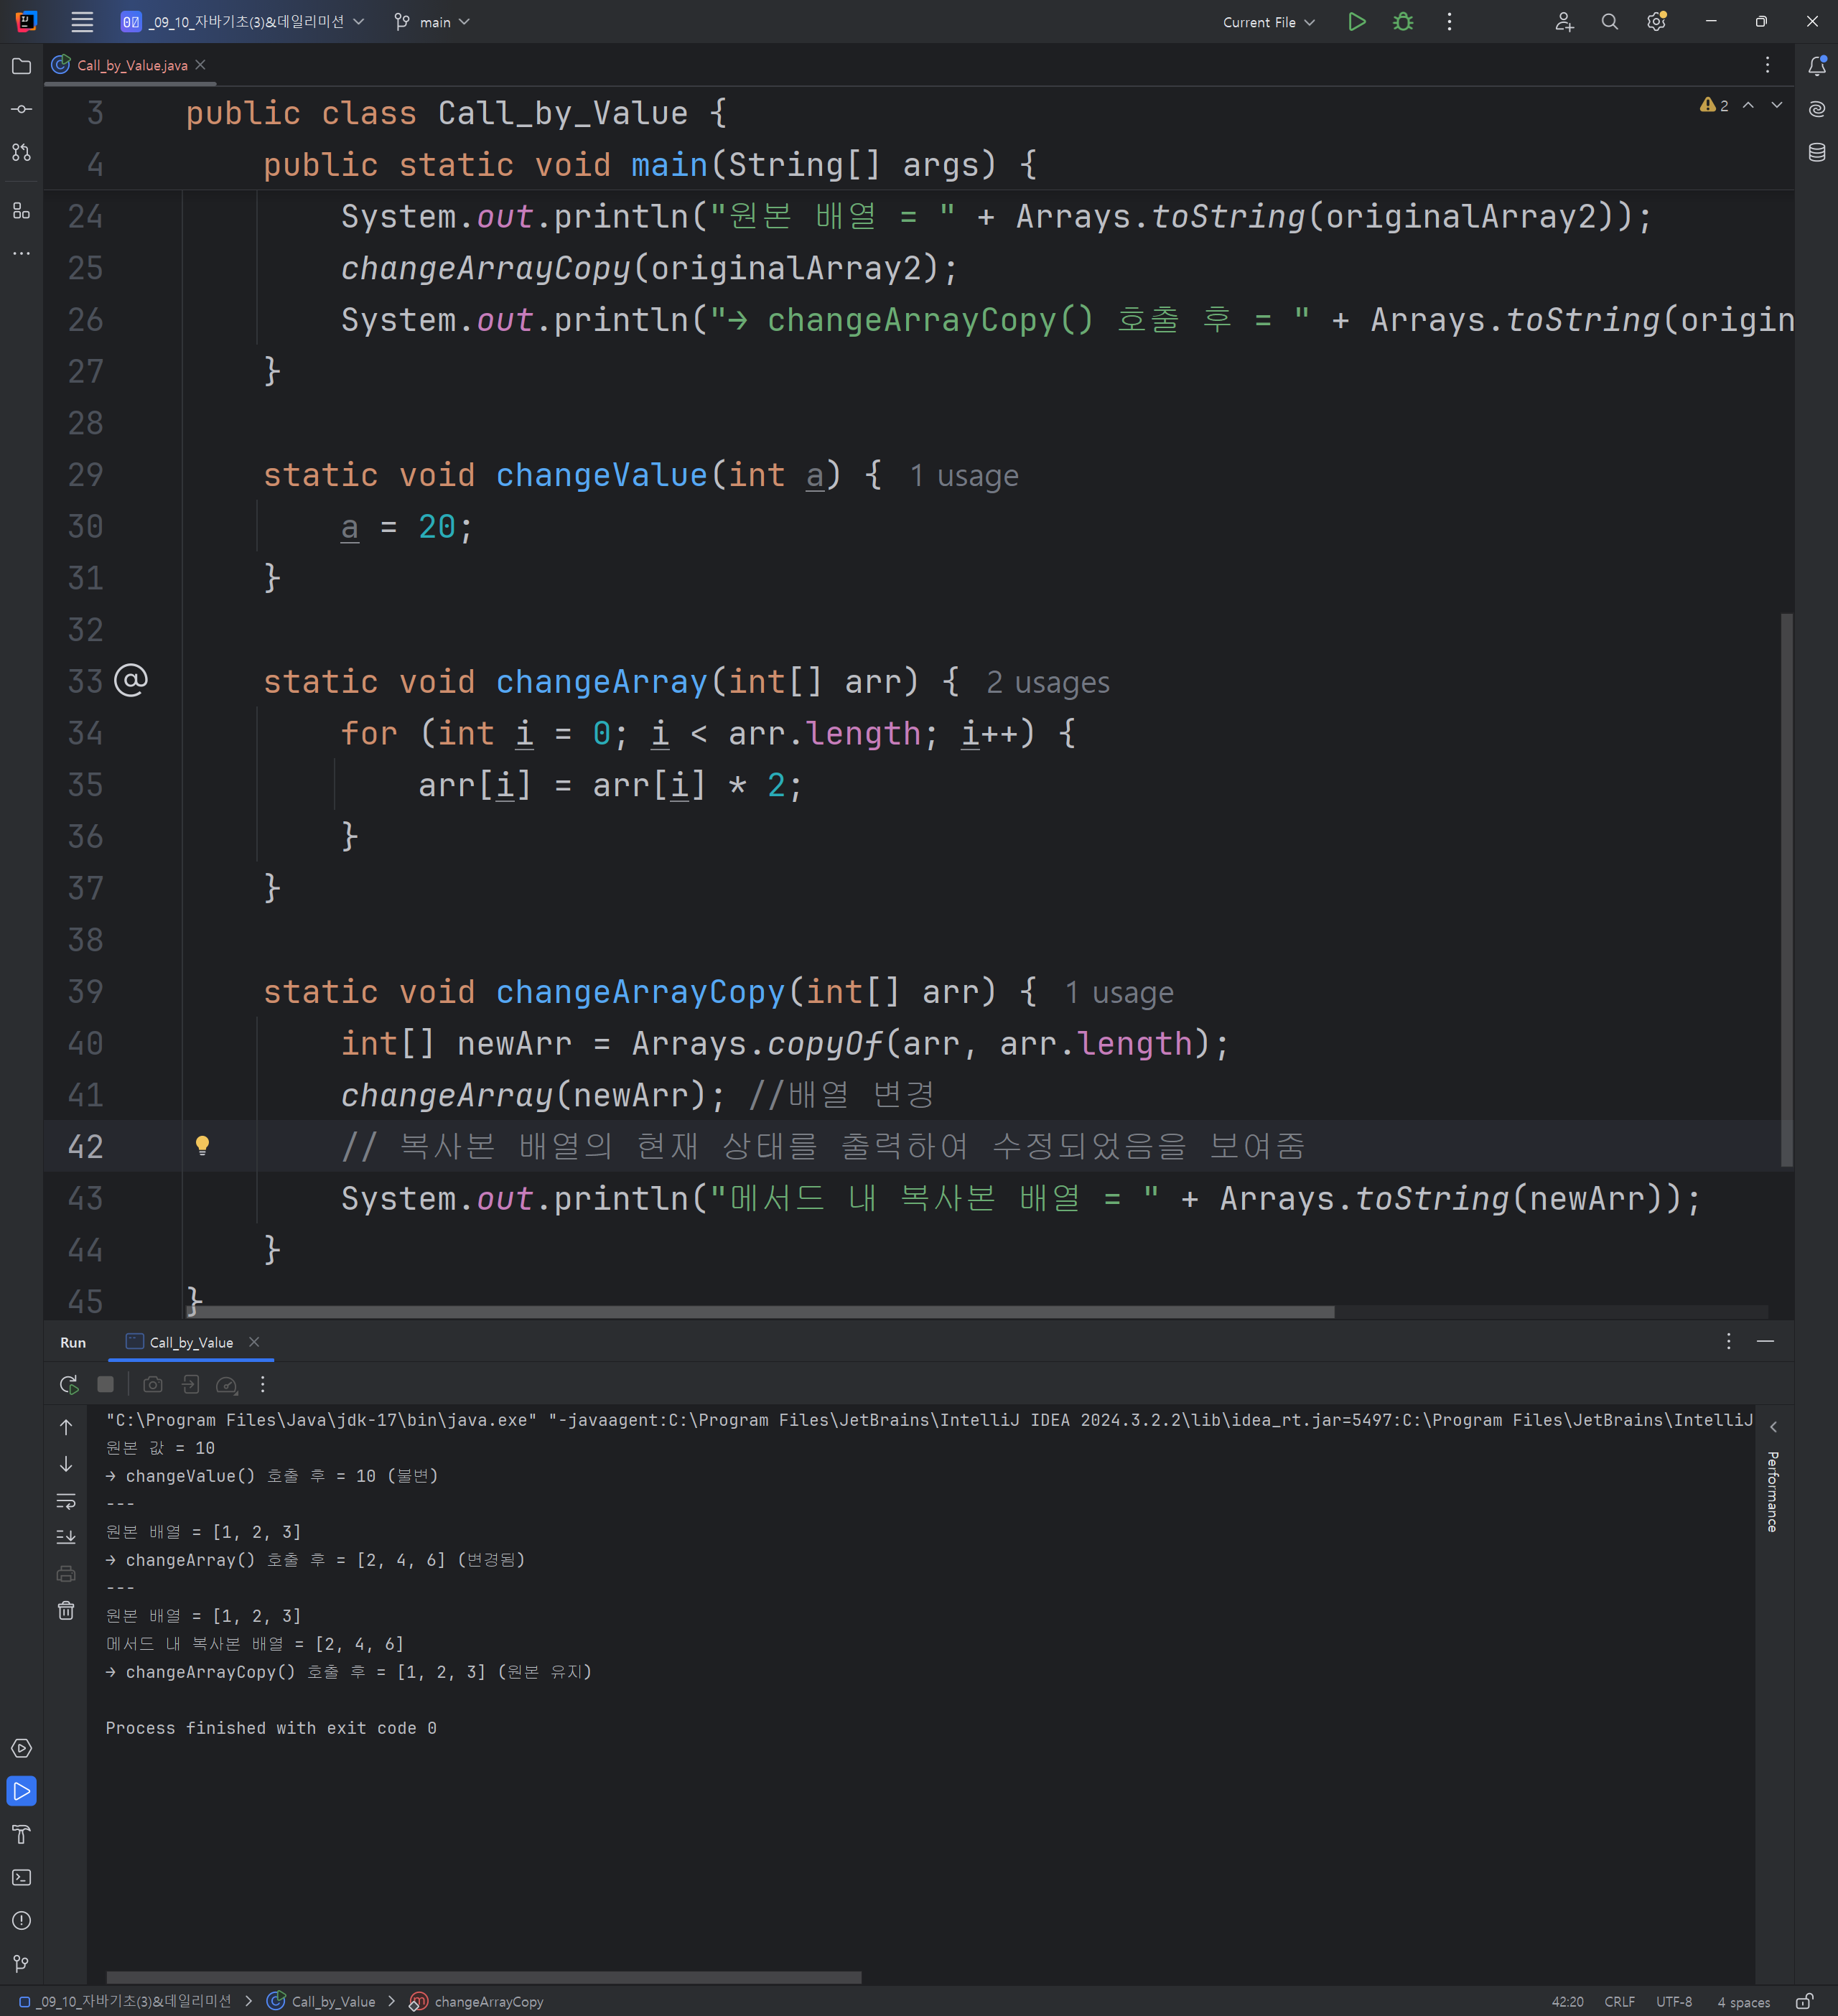 00 _09_10_자바기초(3)&데일리미션 main Current File
Call_by_Value.java
3 public class Call_by_Value { 2
4 public static void main(String[] args) {
24 System.out.println("원본 배열 = " + Arrays.toString(originalArray2));
25 changeArrayCopy(originalArray2);
26 System.out.println("→ changeArrayCopy() 호출 후 = " + Arrays.toString(origin
27 }
28
29 static void changeValue(int a) { 1 usage
30 a = 20;
31 }
32
33 @ static void changeArray(int[] arr) { 2 usages
34 for (int i = 0; i < arr.length; i++) {
35 arr[i] = arr[i] * 2;
36 }
37 }
38
39 static void changeArrayCopy(int[] arr) { 1 usage
40 int[] newArr = Arrays.copyOf(arr, arr.length);
41 changeArray(newArr); //배열 변경
42 // 복사본 배열의 현재 상태를 출력하여 수정되었음을 보여줌
43 System.out.println("메서드 내 복사본 배열 = " + Arrays.toString(newArr));
44 }
45 }
Run Call_by_Value
"C:\Program Files\Java\jdk-17\bin\java.exe" "-javaagent:C:\Program Files\JetBrains\IntelliJ IDEA 2024.3.2.2\lib\idea_rt.jar=5497:C:\Program Files\JetBrains\IntelliJ
원본 값 = 10
→ changeValue() 호출 후 = 10 (불변)
---
원본 배열 = [1, 2, 3]
→ changeArray() 호출 후 = [2, 4, 6] (변경됨)
---
원본 배열 = [1, 2, 3]
메서드 내 복사본 배열 = [2, 4, 6]
→ changeArrayCopy() 호출 후 = [1, 2, 3] (원본 유지)
Process finished with exit code 0
Performance
_09_10_자바기초(3)&데일리미션 > Call_by_Value > changeArrayCopy 42:20 CRLF UTF-8 4 spaces